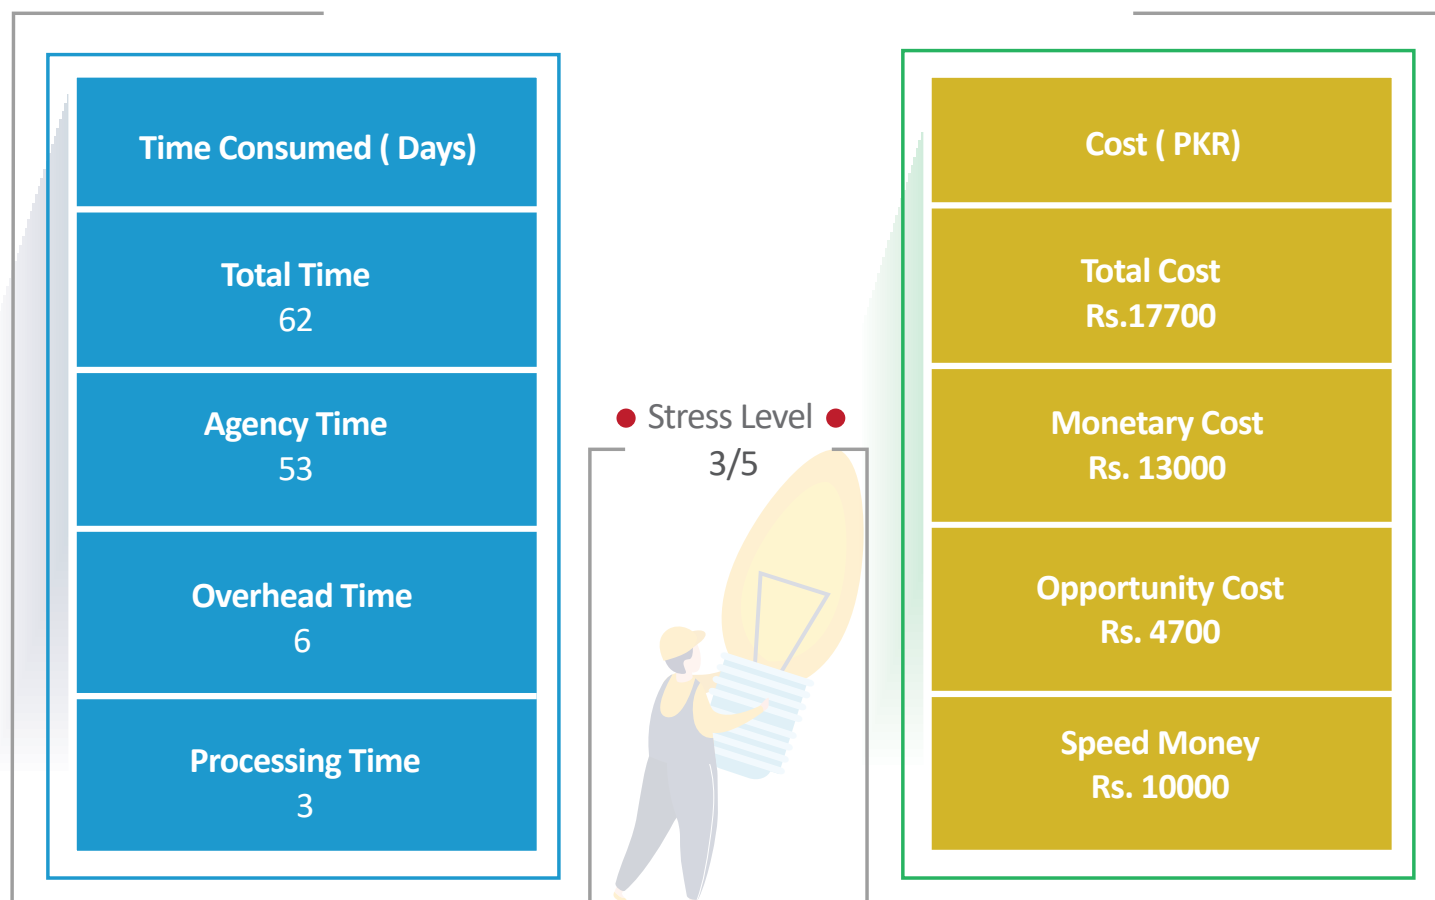 Time Consumed ( Days)
Total Time
62
Agency Time
53
Overhead Time
6
Processing Time
3
Stress Level
3/5
Cost ( PKR)
Total Cost
Rs.17700
Monetary Cost
Rs. 13000
Opportunity Cost
Rs. 4700
Speed Money
Rs. 10000